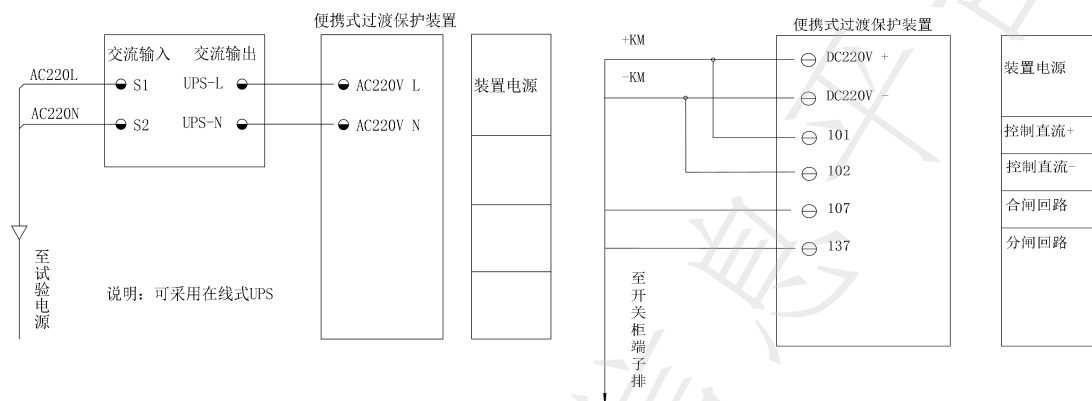 便携式过渡保护装置
交流输入 交流输出
AC220L
S1 UPS-L
AC220V L
装置电源
AC220N
S2 UPS-N
AC220V N
至试验电源
说明：可采用在线式UPS
便携式过渡保护装置
+KM
DC220V +
装置电源
-KM
DC220V -
101
控制直流+
102
控制直流-
107
合闸回路
137
分闸回路
至开关柜端子排